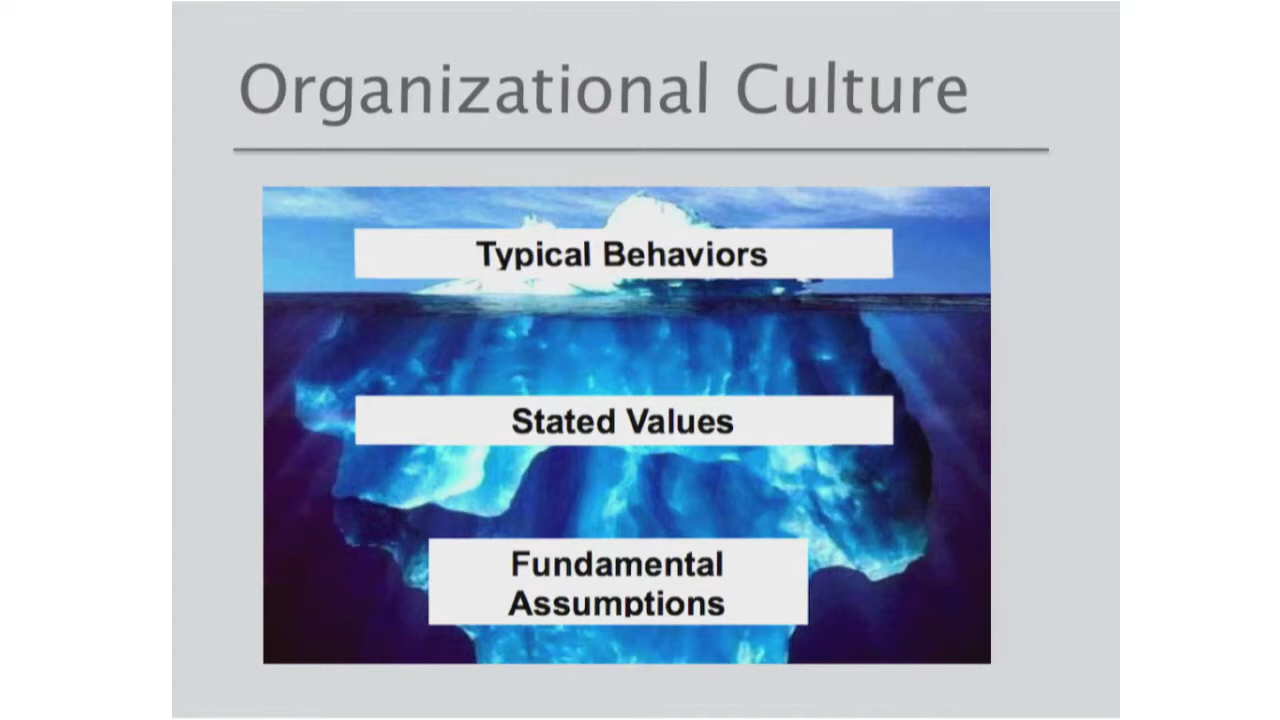 Organizational Culture
Typical Behaviors
Stated Values
Fundamental
Assumptions